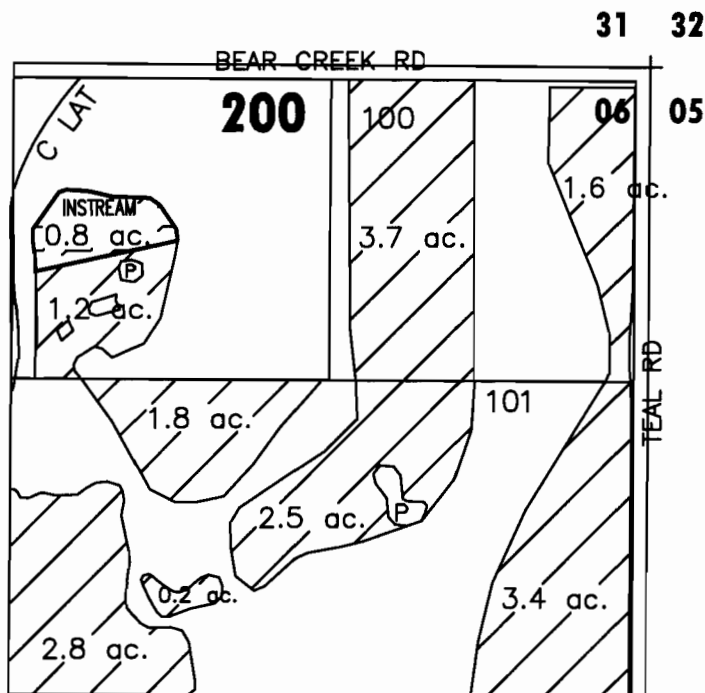 31 32
BEAR CREEK RD
C LAT
200
100
06 05
1.6 ac.
INSTREAM
0.8 ac.
3.7 ac.
P
1.2 ac.
TEAL RD
1.8 ac.
101
2.5 ac.
P
0.2 ac.
3.4 ac.
2.8 ac.